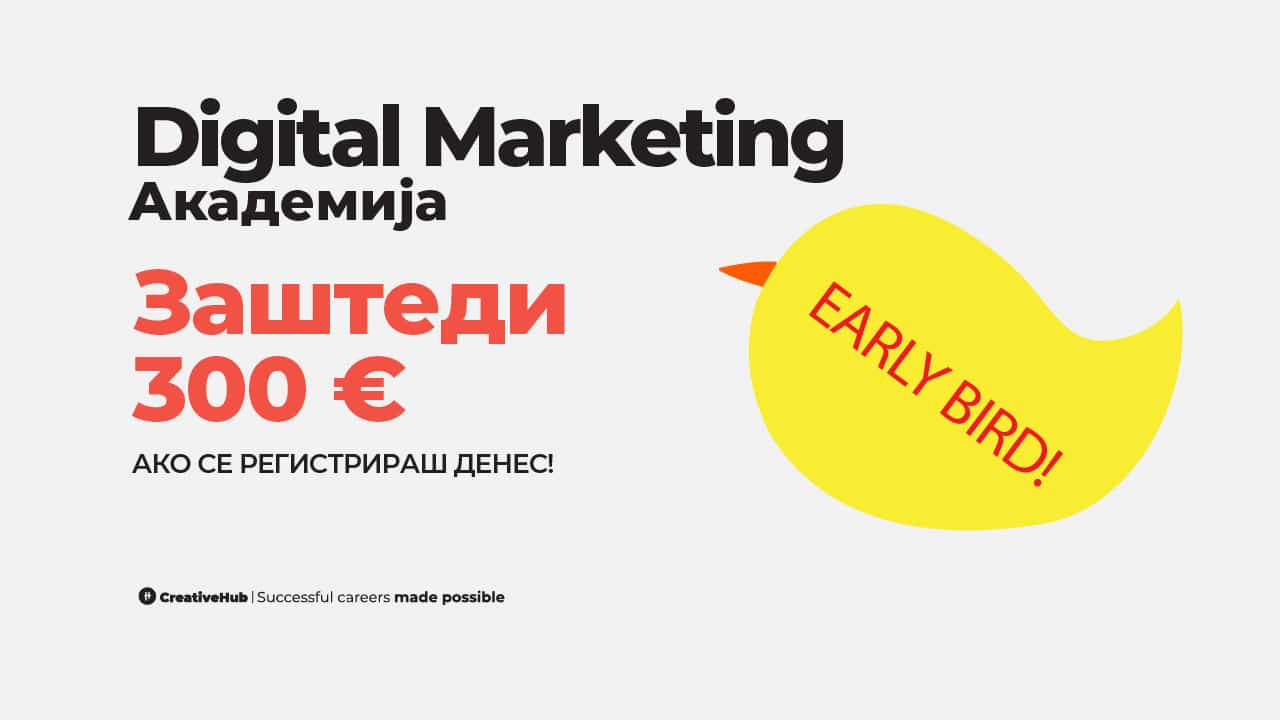 Digital Marketing
Академија
Заштеди
300 €
АКО СЕ РЕГИСТРИРАШ ДЕНЕС!
EARLY BIRD!
CreativeHub | Successful careers made possible